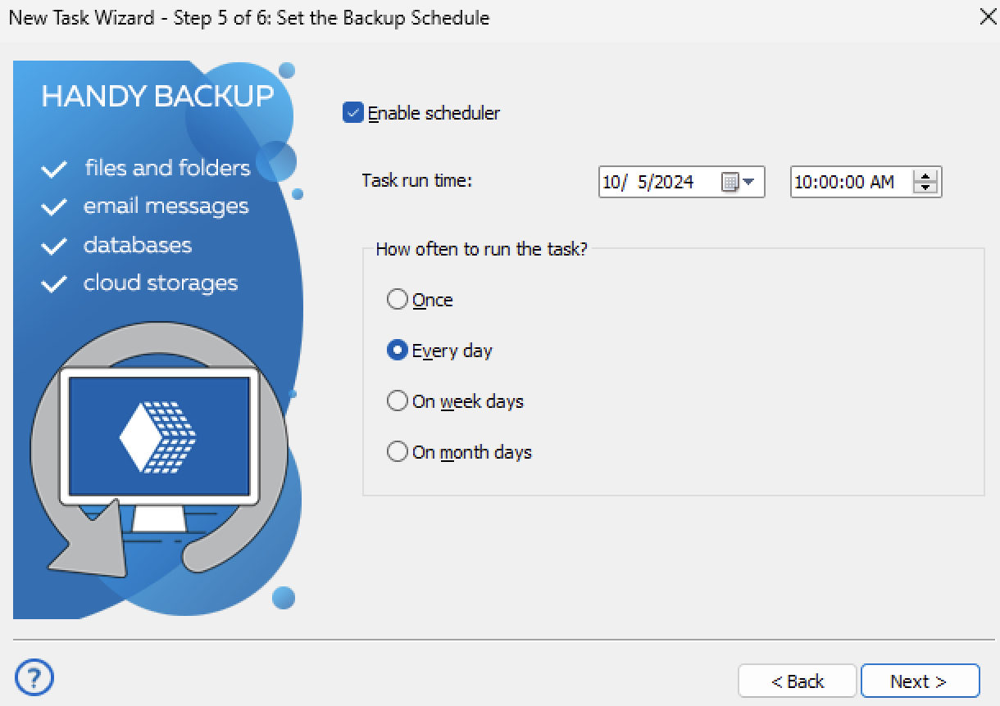 New Task Wizard - Step 5 of 6: Set the Backup Schedule
HANDY BACKUP
files and folders
email messages
databases
cloud storages
Enable scheduler
Task run time: 10/ 5/2024 10:00:00 AM
How often to run the task?
Once
Every day
On week days
On month days
?
< Back Next >